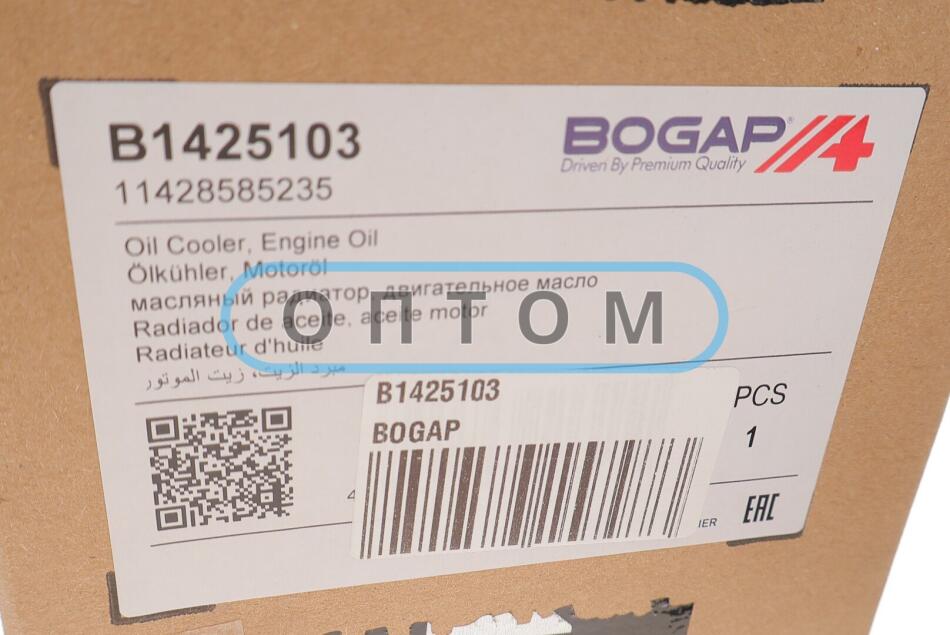 B1425103
11428585235
BOGAP®
Driven By Premium Quality
Oil Cooler, Engine Oil
Ölkühler, Motoröl
масляный радиатор, двигательное масло
Radiador de aceite, aceite motor
Radiateur d'huile
مبرد الزيت، زيت الموتور
ОПТОМ
B1425103
BOGAP
PCS
1
EAC